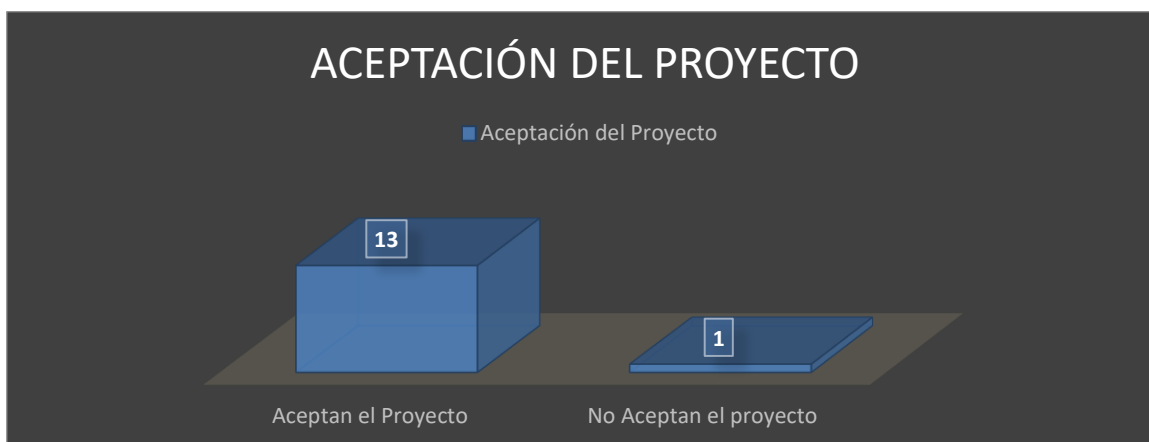 ACEPTACIÓN DEL PROYECTO
Aceptación del Proyecto
13
1
Aceptan el Proyecto
No Aceptan el proyecto